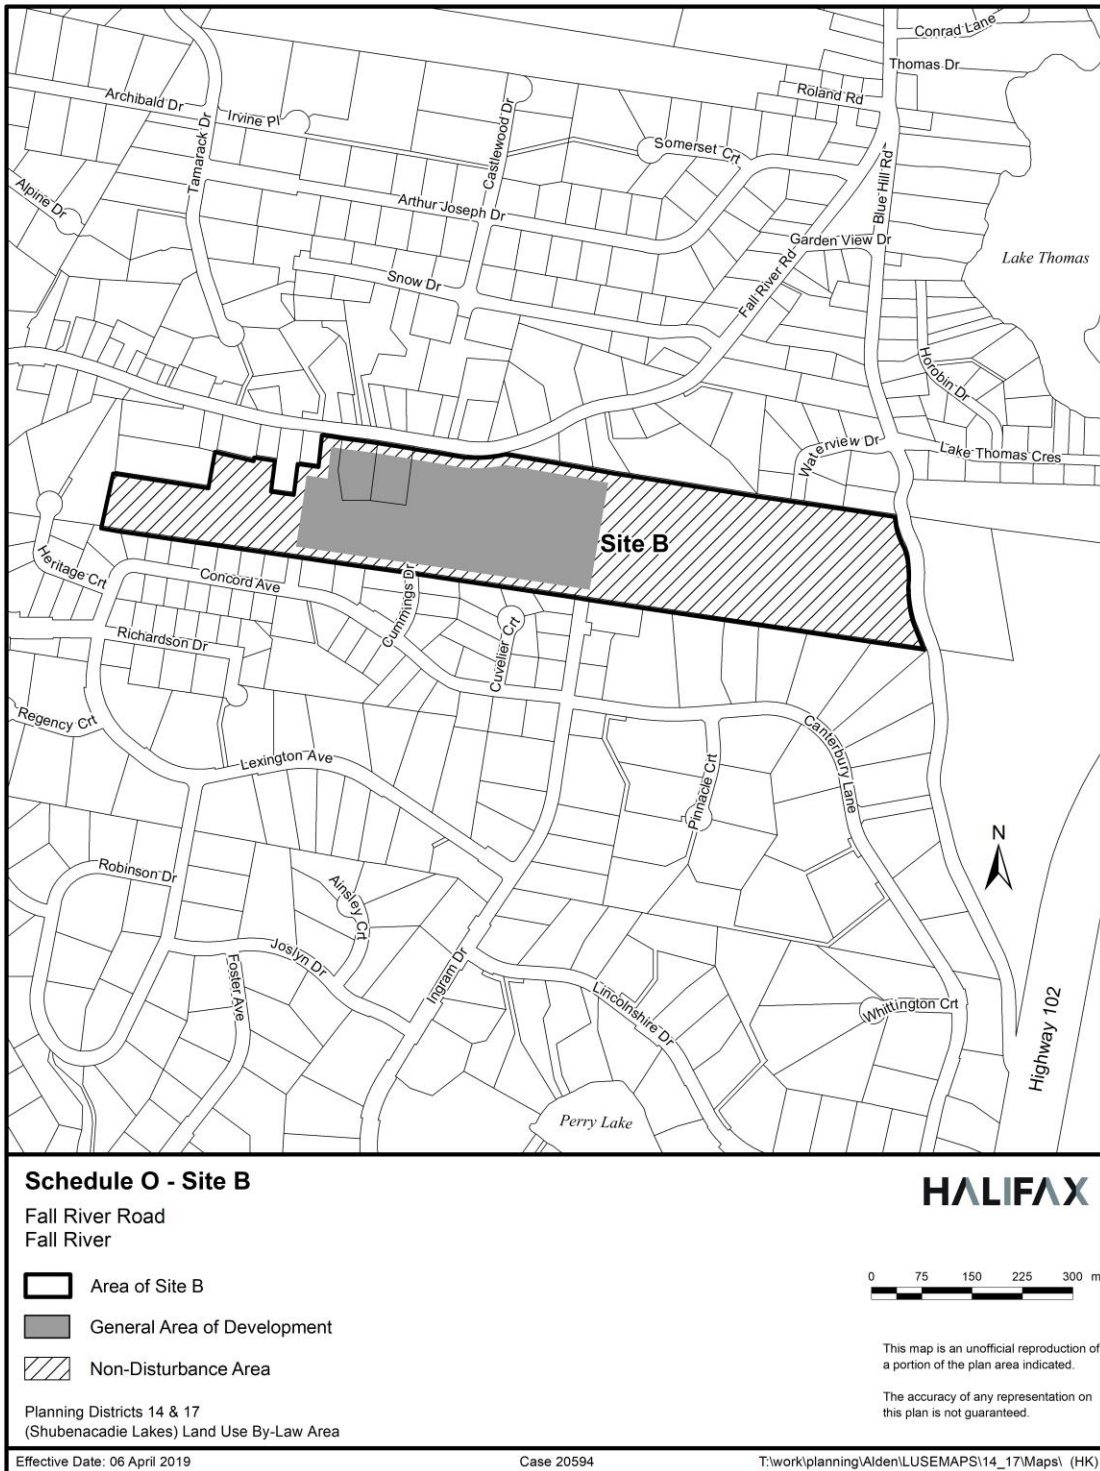 Conrad Lane
Thomas Dr
Roland Rd
Archibald Dr
Irvine Pl
Tamarack Dr
Castlewood Dr
Somerset Crt
Blue Hill Rd
Alpine Dr
Arthur Joseph Dr
Garden View Dr
Lake Thomas
Snow Dr
Fall River Rd
Horobin Dr
Waterview Dr
Lake Thomas Cres
Site B
Heritage Crt
Concord Ave
Cummings Dr
Richardson Dr
Cuvelier Crt
Regency Crt
Lexington Ave
Canterbury Lane
Pinnacle Crt
N
Robinson Dr
Ainsley Crt
Joslyn Dr
Foster Ave
Ingram Dr
Lincolnshire Dr
Whittington Crt
Highway 102
Perry Lake
Schedule O - Site B
HALIFAX
Fall River Road
Fall River
Area of Site B
General Area of Development
Non-Disturbance Area
0 75 150 225 300 m
This map is an unofficial reproduction of
a portion of the plan area indicated.
The accuracy of any representation on
this plan is not guaranteed.
Planning Districts 14 & 17
(Shubenacadie Lakes) Land Use By-Law Area
Effective Date: 06 April 2019 Case 20594 T:\work\planning\Alden\LUSEMAPS\14_17\Maps\ (HK)